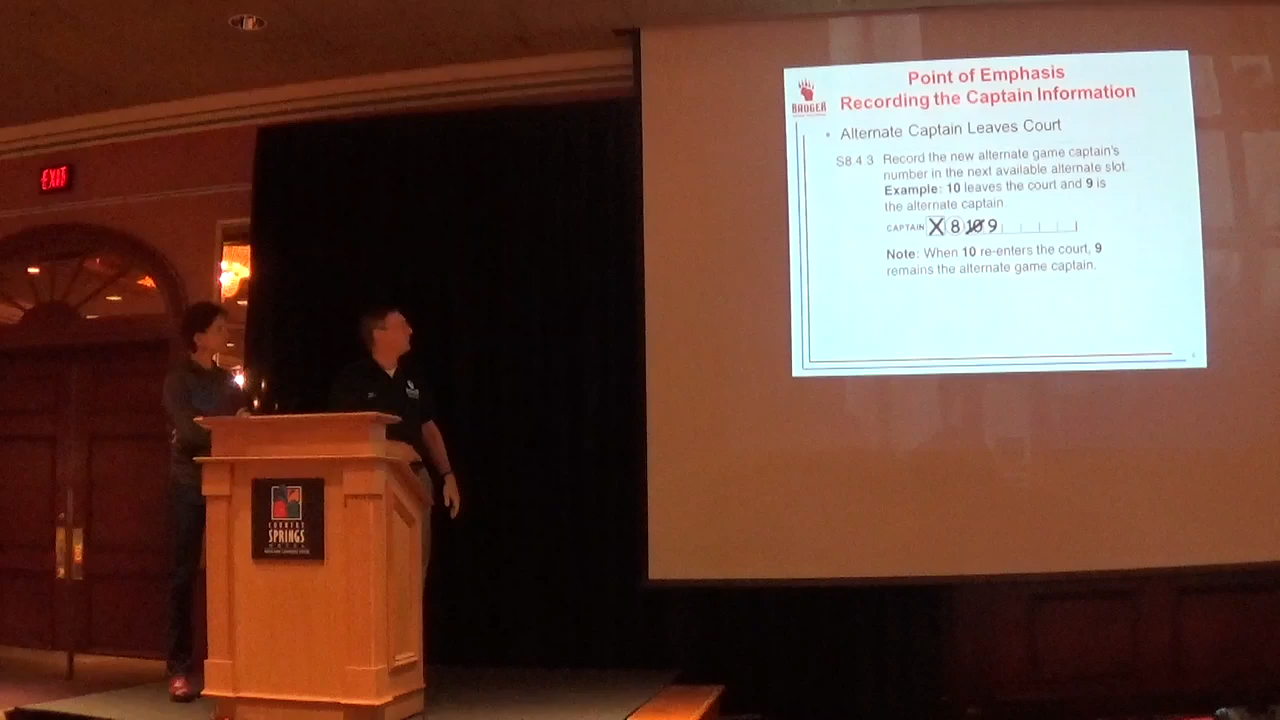 Point of Emphasis
Recording the Captain Information
BADGER
• Alternate Captain Leaves Court
S8.4.3 Record the new alternate game captain's
number in the next available alternate slot.
Example: 10 leaves the court and 9 is
the alternate captain.
CAPTAIN X 8 10 9
Note: When 10 re-enters the court, 9
remains the alternate game captain.
EXIT
COUNTRY
SPRINGS
HOTEL